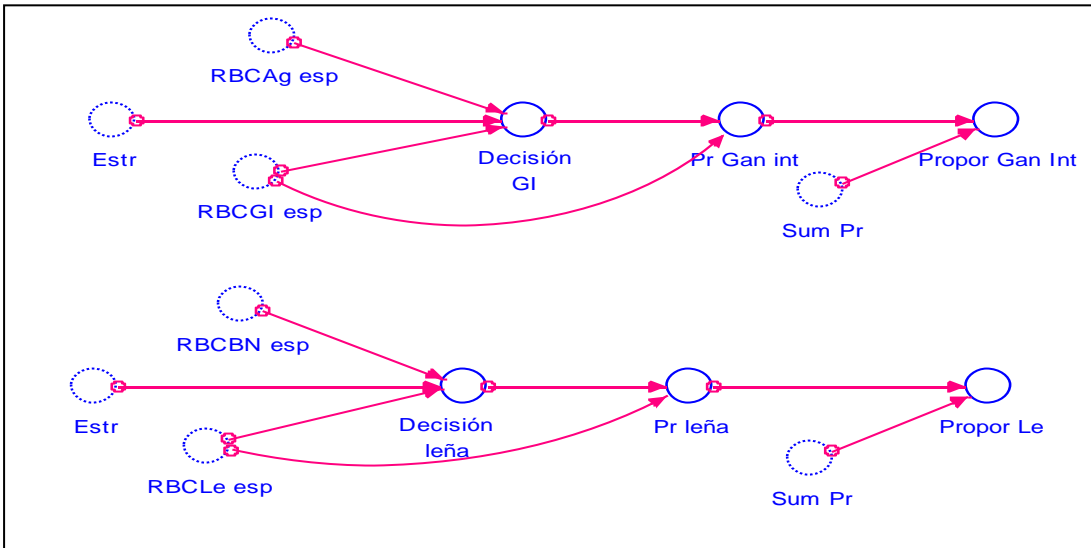 RBCAg esp
Estr
Decisión
GI
Pr Gan int
Propor Gan Int
RBCGI esp
Sum Pr
RBCBN esp
Estr
Decisión
leña
Pr leña
Propor Le
RBCLe esp
Sum Pr